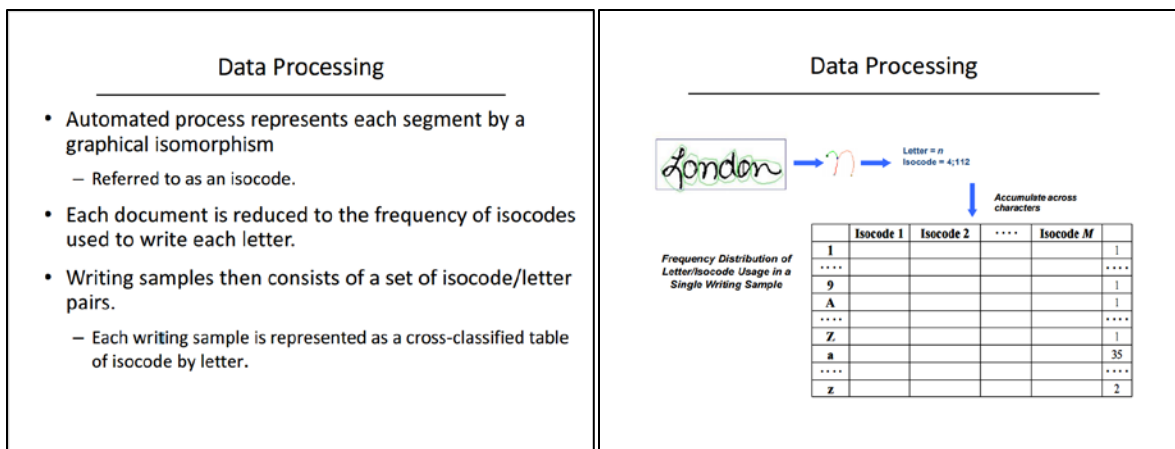 Data Processing
• Automated process represents each segment by a
graphical isomorphism
– Referred to as an isocode.
• Each document is reduced to the frequency of isocodes
used to write each letter.
• Writing samples then consists of a set of isocode/letter
pairs.
– Each writing sample is represented as a cross-classified table
of isocode by letter.
Data Processing
London
n
Letter = n
Isocode = 4;112
Accumulate across
characters
Frequency Distribution of
Letter/Isocode Usage in a
Single Writing Sample
Isocode 1 Isocode 2 ···· Isocode M
1 1
···· ····
9 1
A 1
···· ····
Z 1
a 35
···· ····
z 2